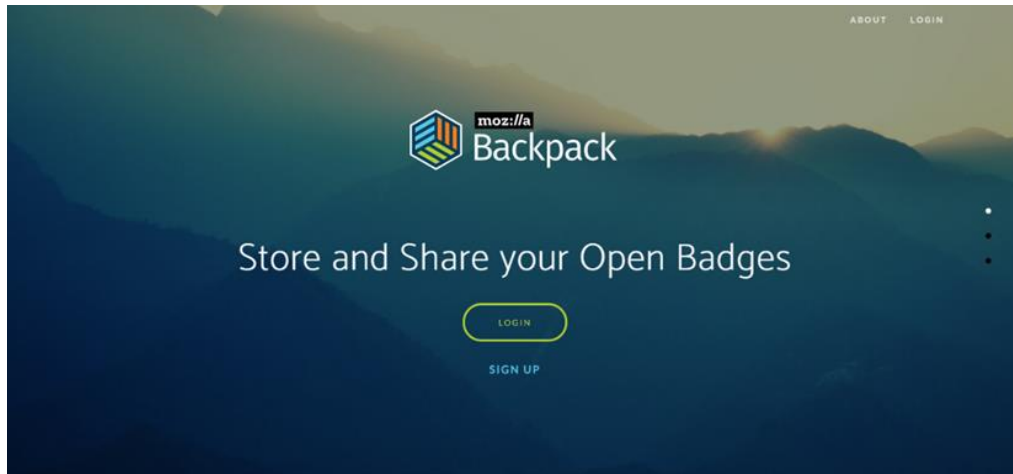 ABOUT LOGIN
moz://a
Backpack
Store and Share your Open Badges
LOGIN
SIGN UP